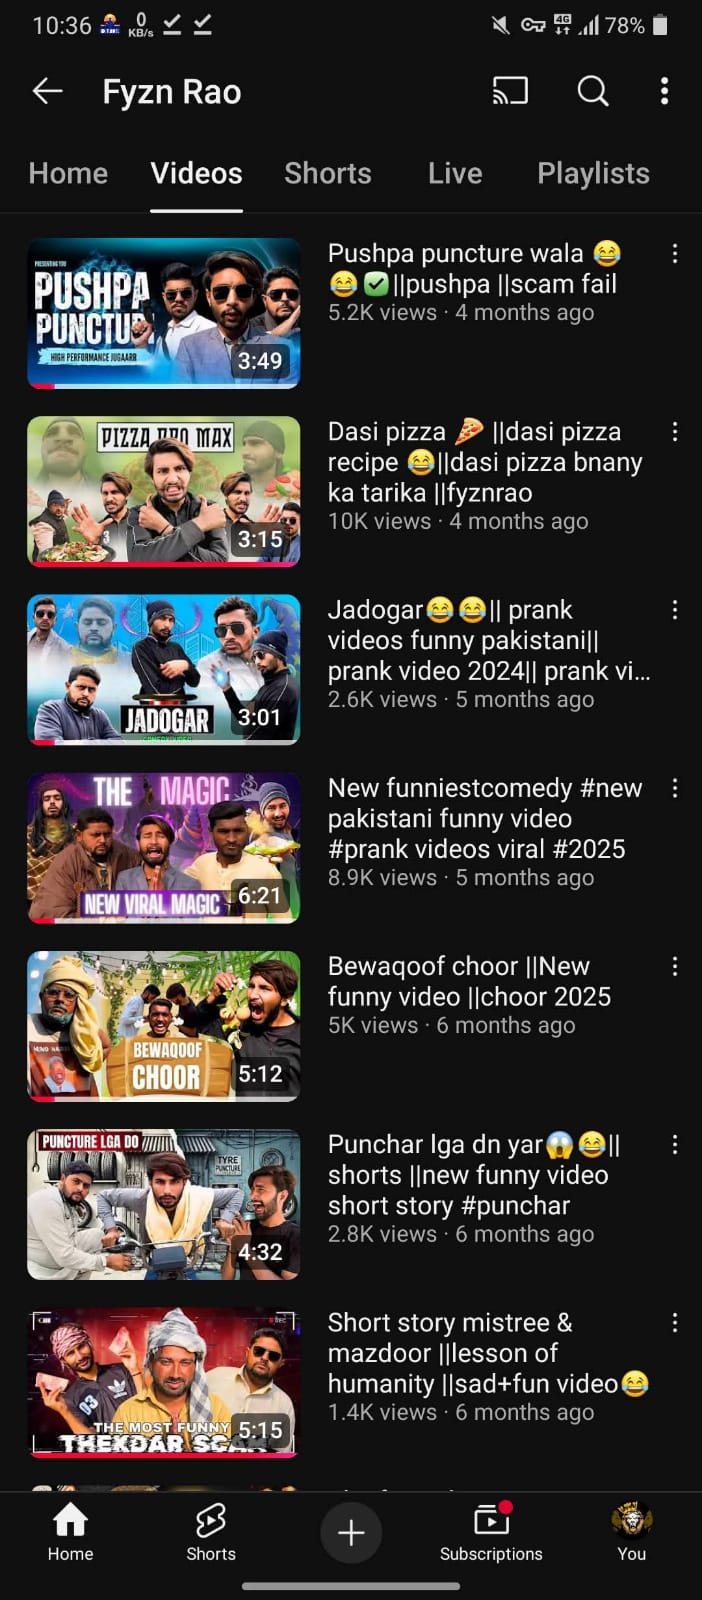 10:36 0 KB/s 4G 78%
Fyzn Rao
Home Videos Shorts Live Playlists
PRESENTING YOU
PUSHPA
PUNCTUR
HIGH PERFORMANCE JUGAARR
3:49
Pushpa puncture wala 😂
😂✅||pushpa ||scam fail
5.2K views · 4 months ago
PIZZA PRO MAX
3:15
Dasi pizza 🍕 ||dasi pizza
recipe 😂||dasi pizza bnany
ka tarika ||fyznrao
10K views · 4 months ago
JADOGAR
COMEDY VIDEO
3:01
Jadogar😂😂|| prank
videos funny pakistani||
prank video 2024|| prank vi...
2.6K views · 5 months ago
THE MAGIC
NEW VIRAL MAGIC
6:21
New funniestcomedy #new
pakistani funny video
#prank videos viral #2025
8.9K views · 5 months ago
BEWAQOOF
CHOOR
5:12
Bewaqoof choor ||New
funny video ||choor 2025
5K views · 6 months ago
PUNCTURE LGA DO
TYRE
PUNCTURE
4:32
Punchar lga dn yar😱😂||
shorts ||new funny video
short story #punchar
2.8K views · 6 months ago
03
THE MOST FUNNY
THEKDAR
5:15
Short story mistree &
mazdoor ||lesson of
humanity ||sad+fun video😂
1.4K views · 6 months ago
Home Shorts Subscriptions You